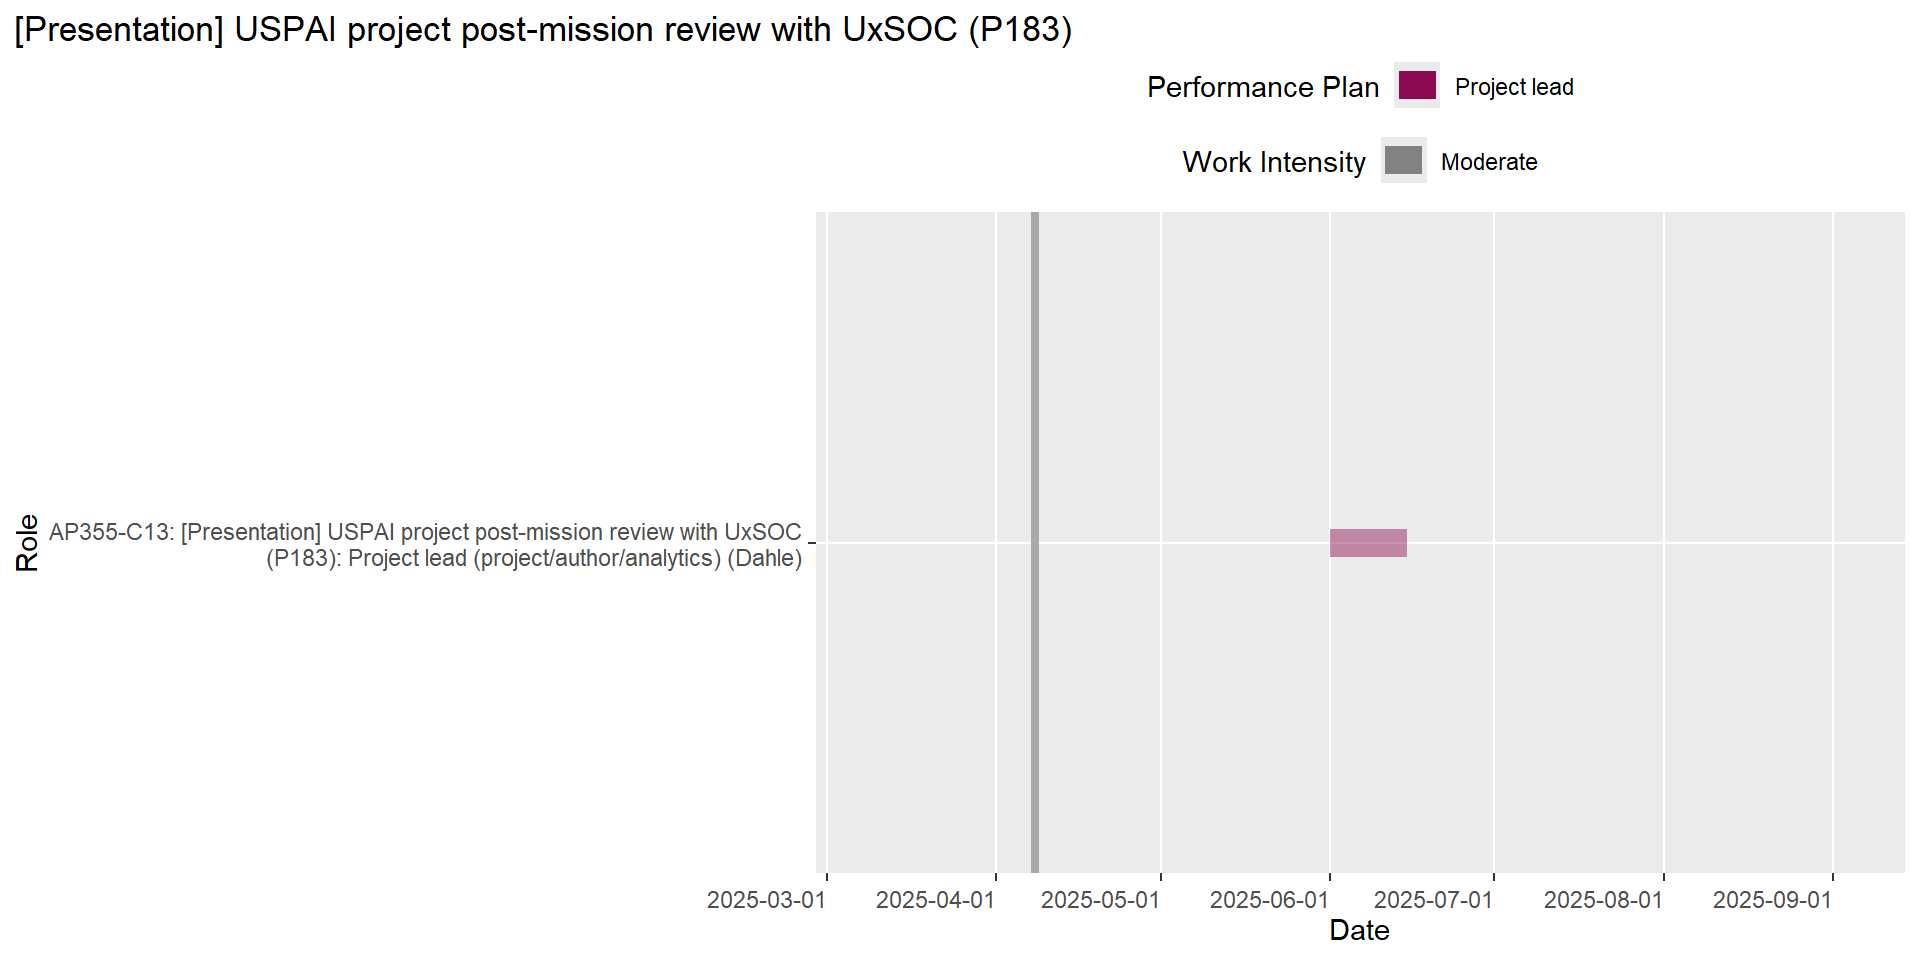 [Presentation] USPAI project post-mission review with UxSOC (P183)
Performance Plan
Project lead
Work Intensity
Moderate
Role
AP355-C13: [Presentation] USPAI project post-mission review with UxSOC
(P183): Project lead (project/author/analytics) (Dahle)
2025-03-01
2025-04-01
2025-05-01
2025-06-01
2025-07-01
2025-08-01
2025-09-01
Date